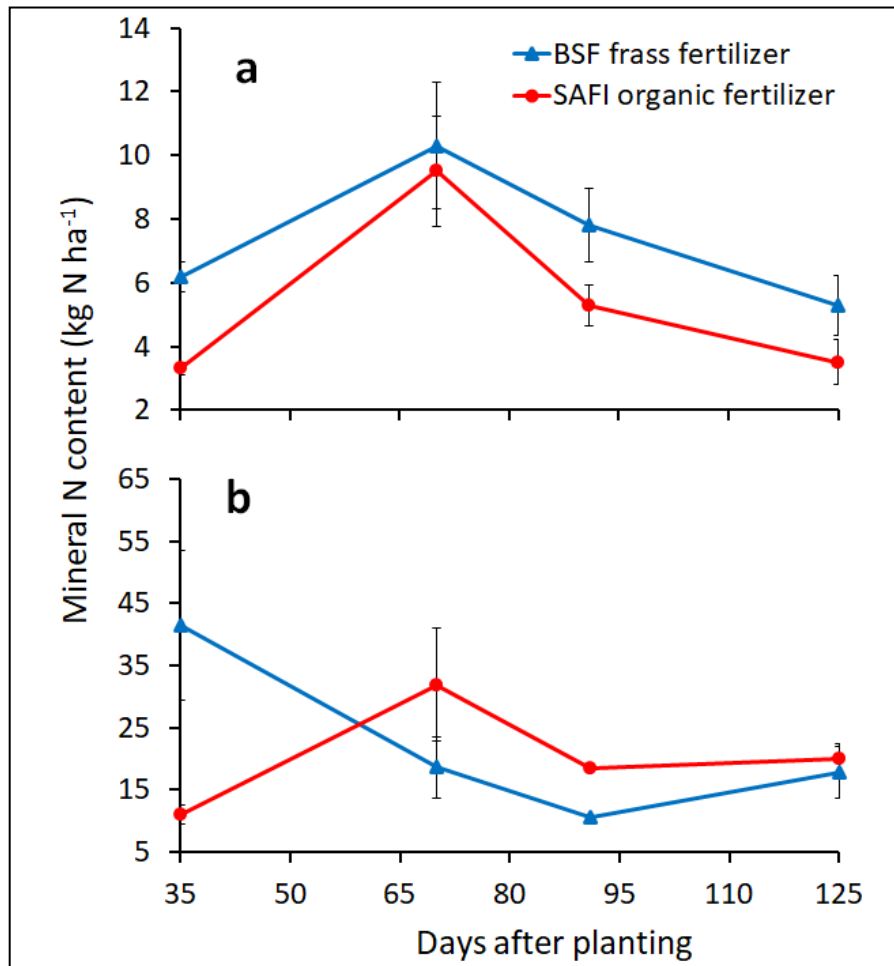 14
12
10
8
6
4
2
a
BSF frass fertilizer
SAFI organic fertilizer
Mineral N content (kg N ha⁻¹)
65
55
45
35
25
15
5
b
35 50 65 80 95 110 125
Days after planting